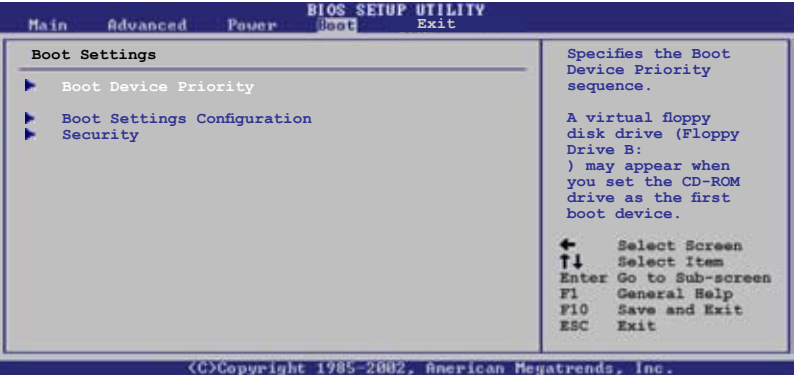 BIOS SETUP UTILITY
Main Advanced Power Boot Exit
Boot Settings
Boot Device Priority
Boot Settings Configuration
Security
Specifies the Boot
Device Priority
sequence.
A virtual floppy
disk drive (Floppy
Drive B:
) may appear when
you set the CD-ROM
drive as the first
boot device.
← Select Screen
↑↓ Select Item
Enter Go to Sub-screen
F1 General Help
F10 Save and Exit
ESC Exit
(C)Copyright 1985-2002, American Megatrends, Inc.